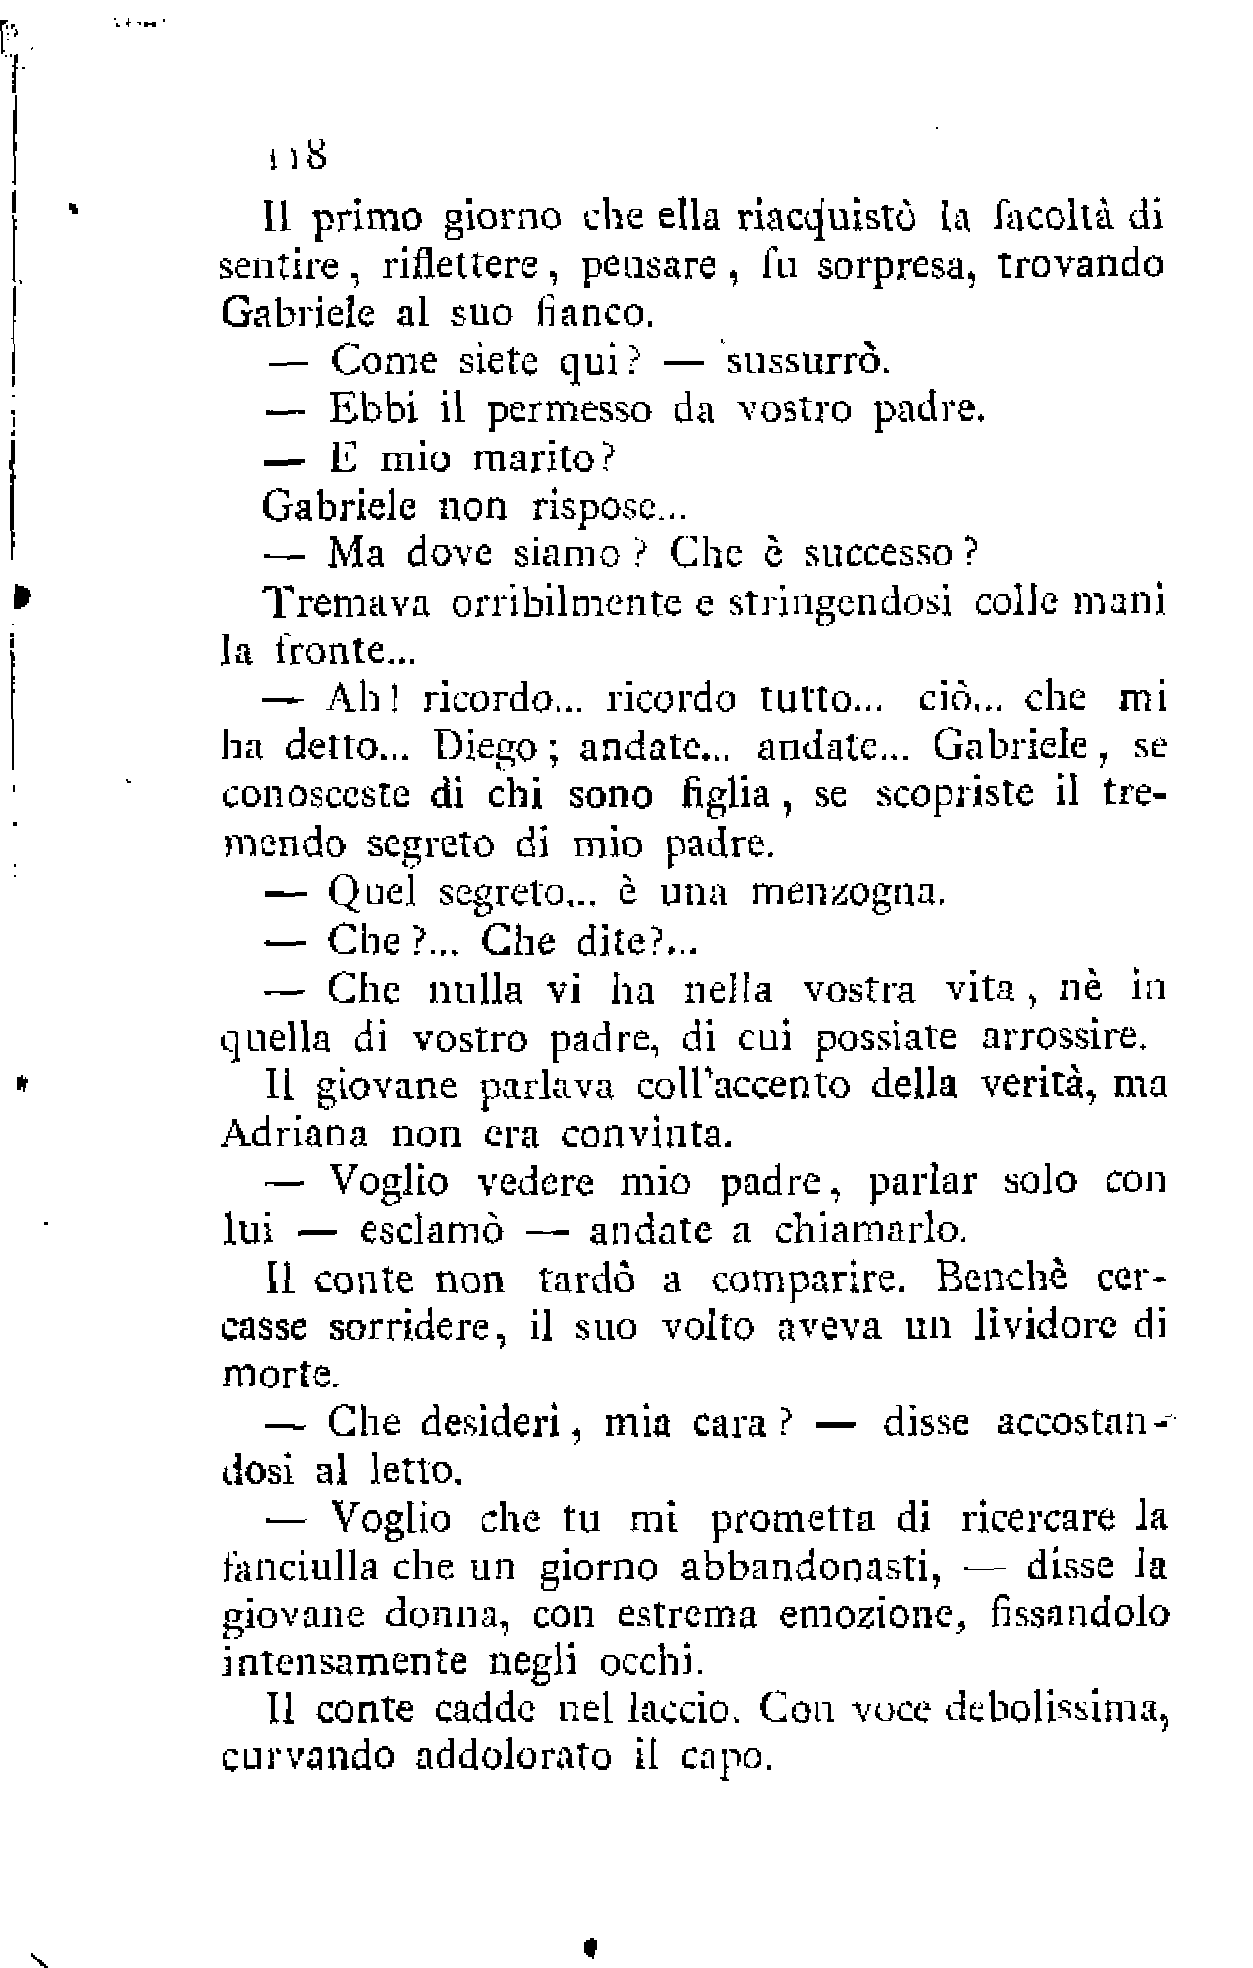 118
Il primo giorno che ella riacquistò la facoltà di
sentire, riflettere, pensare, fu sorpresa, trovando
Gabriele al suo fianco.
— Come siete qui? — sussurrò.
— Ebbi il permesso da vostro padre.
— E mio marito?
Gabriele non rispose...
— Ma dove siamo? Che è successo?
Tremava orribilmente e stringendosi colle mani
la fronte...
— Ah! ricordo... ricordo tutto... ciò... che mi
ha detto... Diego; andate... andate... Gabriele, se
conosceste di chi sono figlia, se scopriste il tre-
mendo segreto di mio padre.
— Quel segreto... è una menzogna.
— Che?... Che dite?...
— Che nulla vi ha nella vostra vita, nè in
quella di vostro padre, di cui possiate arrossire.
Il giovane parlava coll'accento della verità, ma
Adriana non era convinta.
— Voglio vedere mio padre, parlar solo con
lui — esclamò — andate a chiamarlo.
Il conte non tardò a comparire. Benchè cer-
casse sorridere, il suo volto aveva un lividore di
morte.
— Che desideri, mia cara? — disse accostan-
dosi al letto.
— Voglio che tu mi prometta di ricercare la
fanciulla che un giorno abbandonasti, — disse la
giovane donna, con estrema emozione, fissandolo
intensamente negli occhi.
Il conte cadde nel laccio. Con voce debolissima,
curvando addolorato il capo.